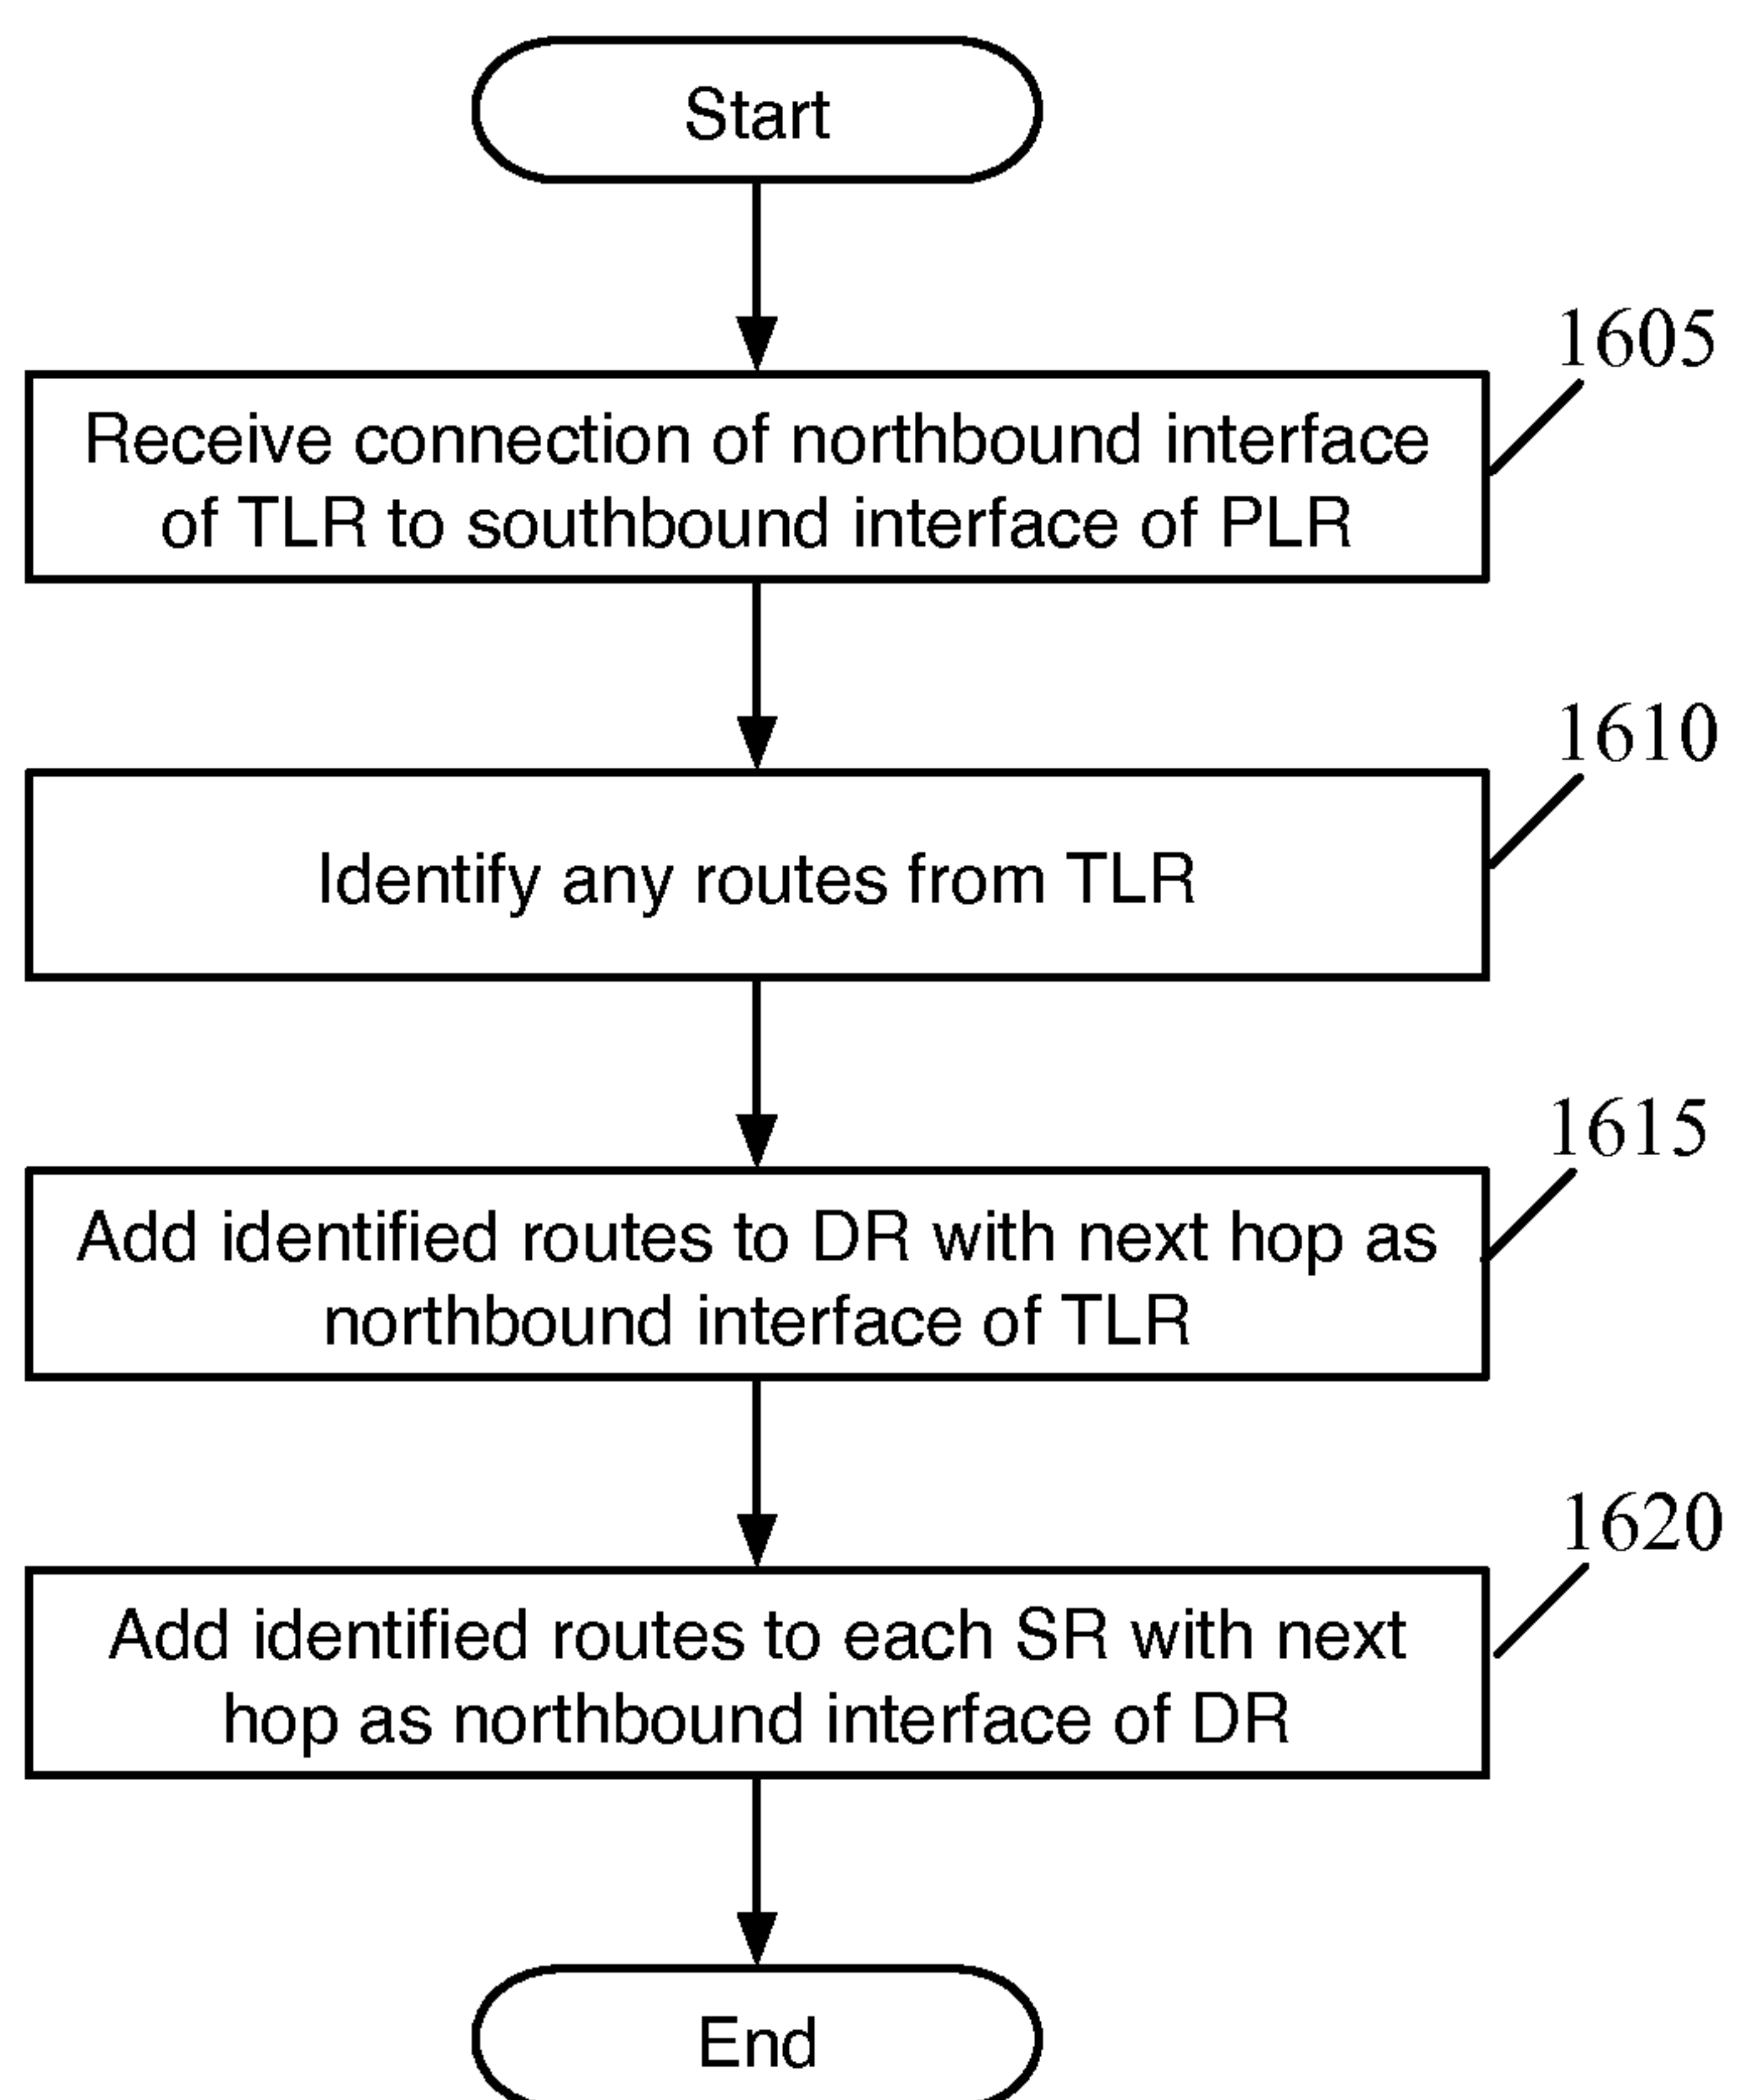 Start
1605
Receive connection of northbound interface
of TLR to southbound interface of PLR
1610
Identify any routes from TLR
1615
Add identified routes to DR with next hop as
northbound interface of TLR
1620
Add identified routes to each SR with next
hop as northbound interface of DR
End